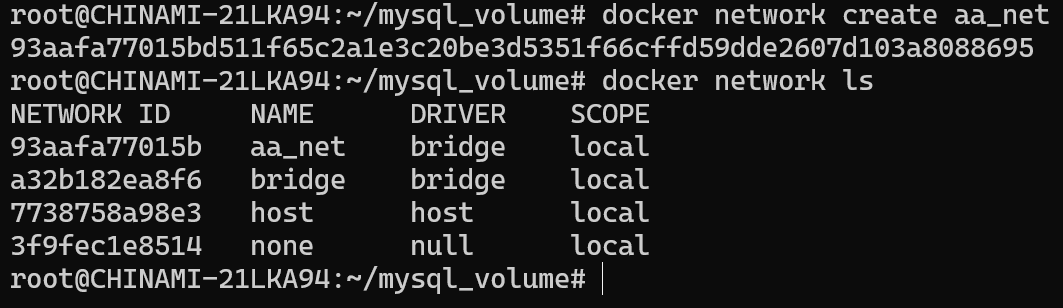 root@CHINAMI-21LKA94:~/mysql_volume# docker network create aa_net
93aafa77015bd511f65c2a1e3c20be3d5351f66cffd59dde2607d103a8088695
root@CHINAMI-21LKA94:~/mysql_volume# docker network ls
NETWORK ID     NAME      DRIVER    SCOPE
93aafa77015b   aa_net    bridge    local
a32b182ea8f6   bridge    bridge    local
7738758a98e3   host      host      local
3f9fec1e8514   none      null      local
root@CHINAMI-21LKA94:~/mysql_volume#